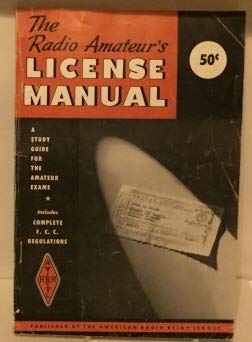 The
Radio Amateur's
LICENSE
MANUAL
50¢
A
STUDY
GUIDE
FOR
THE
AMATEUR
EXAMS
★
Includes
COMPLETE
F. C. C.
REGULATIONS
A
R R
L
PUBLISHED BY THE AMERICAN RADIO RELAY LEAGUE